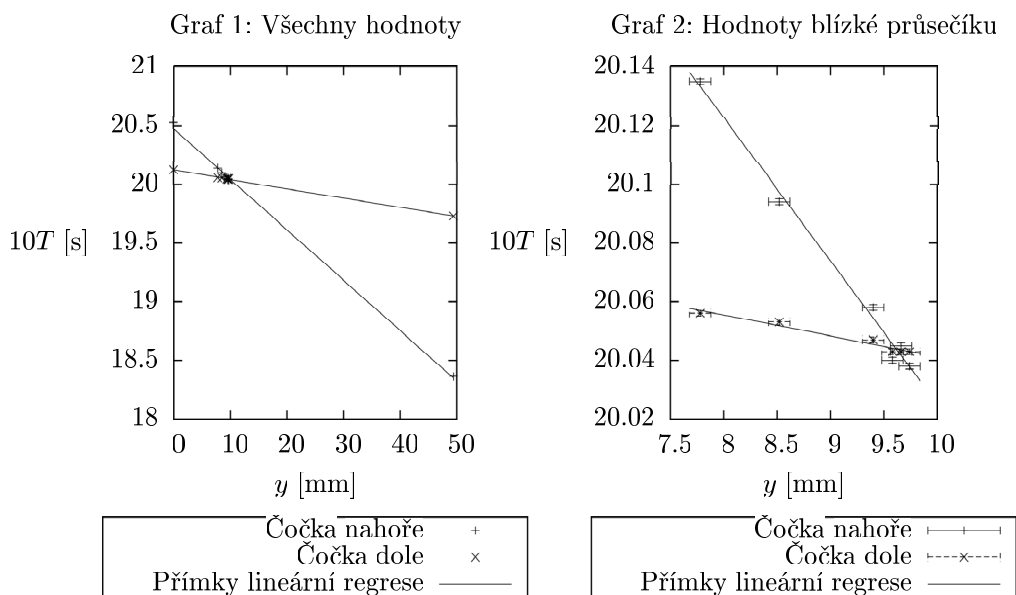 Graf 1: Všechny hodnoty
21
20.5
20
19.5
19
18.5
18
10T [s]
0 10 20 30 40 50
y [mm]
Čočka nahoře
Čočka dole
Přímky lineární regrese
Graf 2: Hodnoty blízké průsečíku
20.14
20.12
20.1
20.08
20.06
20.04
20.02
10T [s]
7.5 8 8.5 9 9.5 10
y [mm]
Čočka nahoře
Čočka dole
Přímky lineární regrese